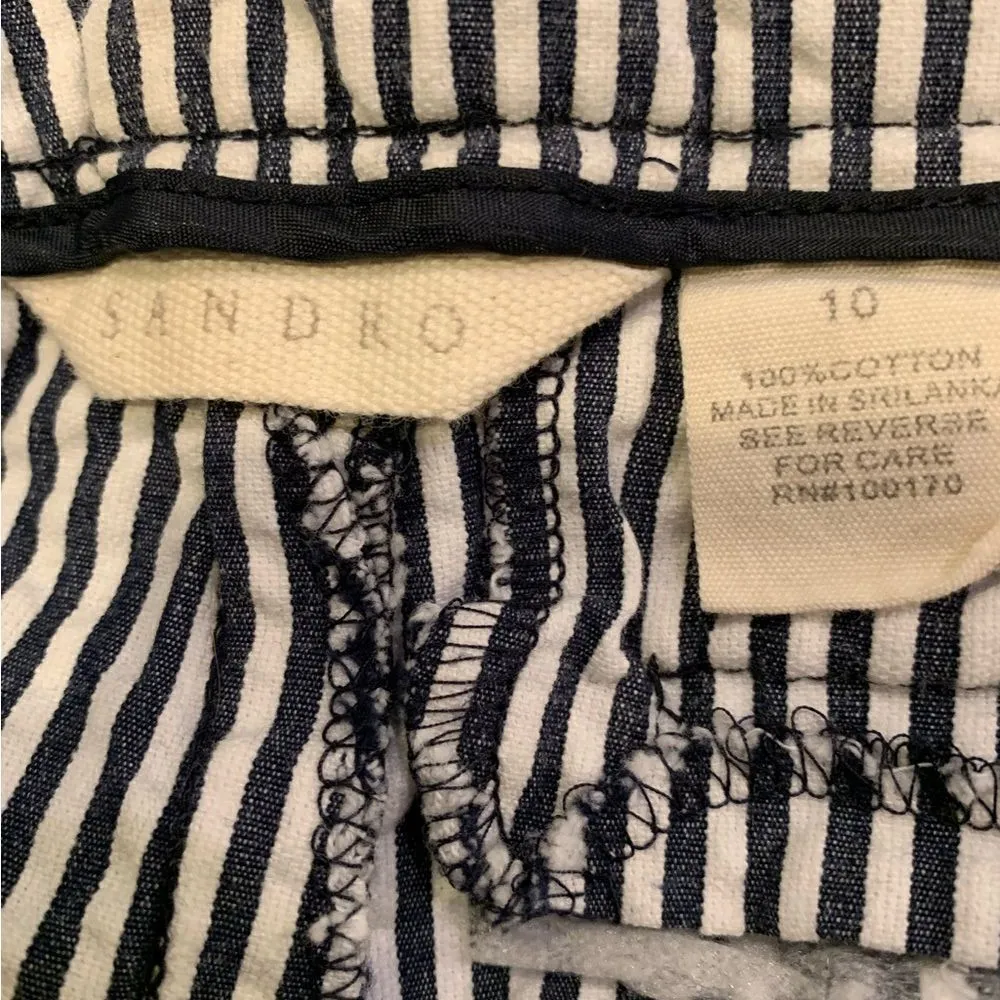 SANDRO
10
100%COTTON
MADE IN SRILANKA
SEE REVERSE
FOR CARE
RN#100170